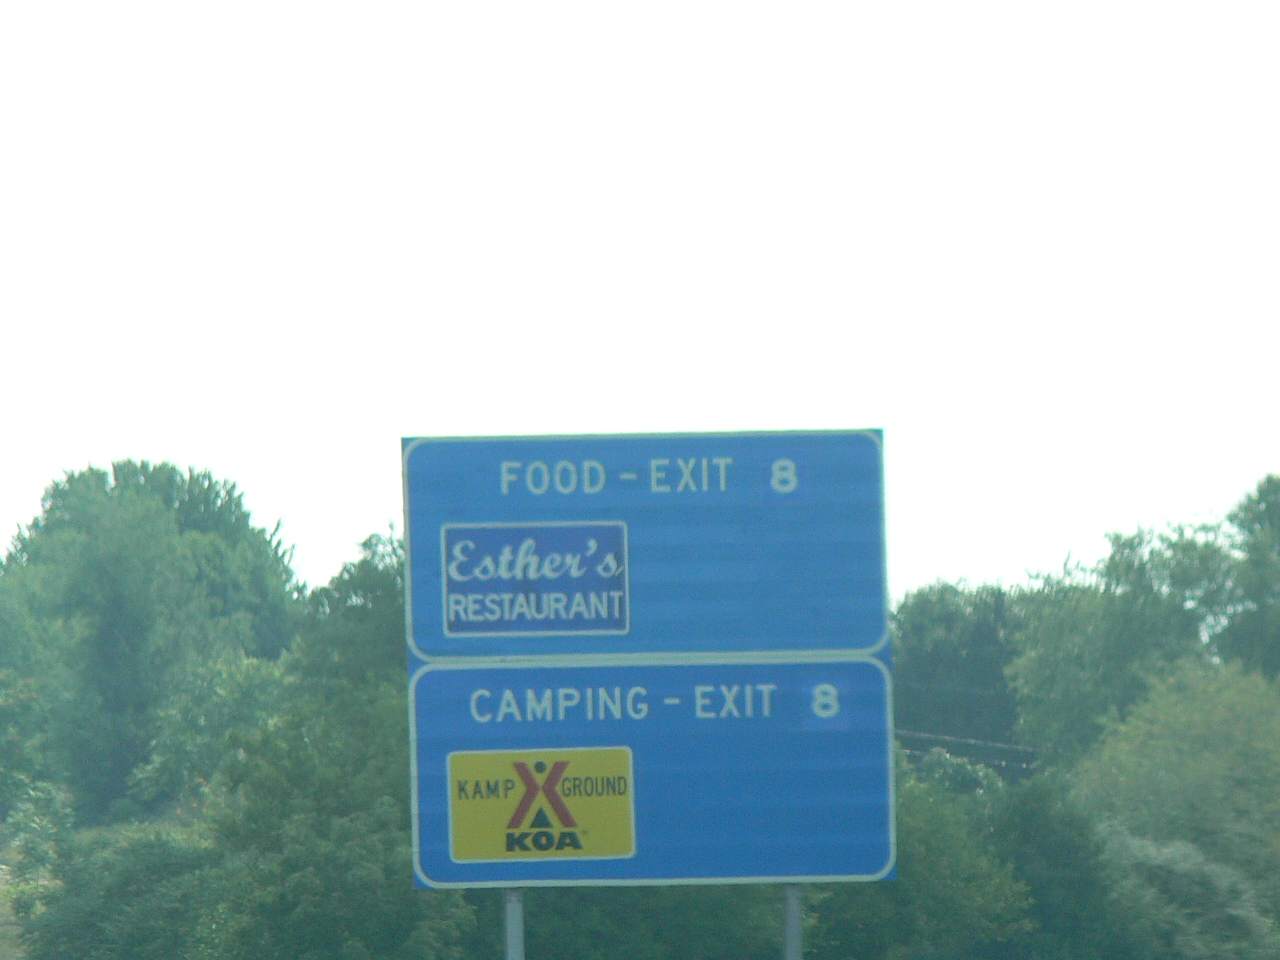 FOOD - EXIT 8
Esther's
RESTAURANT
CAMPING - EXIT 8
KAMP GROUND
KOA